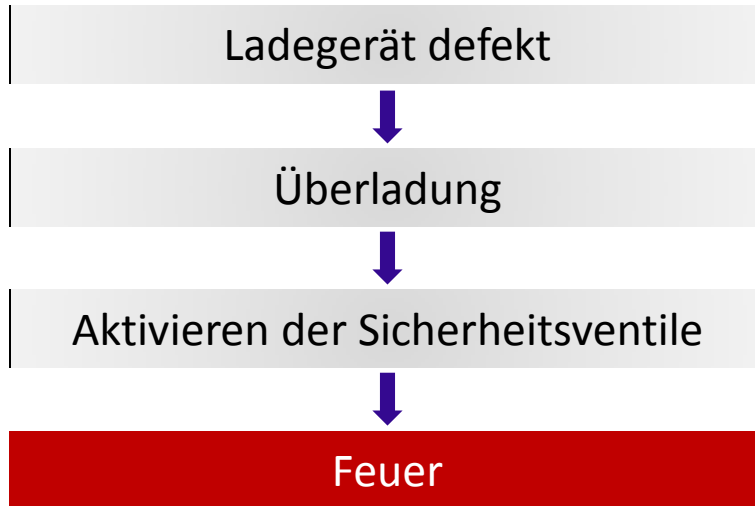 Ladegerät defekt
Überladung
Aktivieren der Sicherheitsventile
Feuer